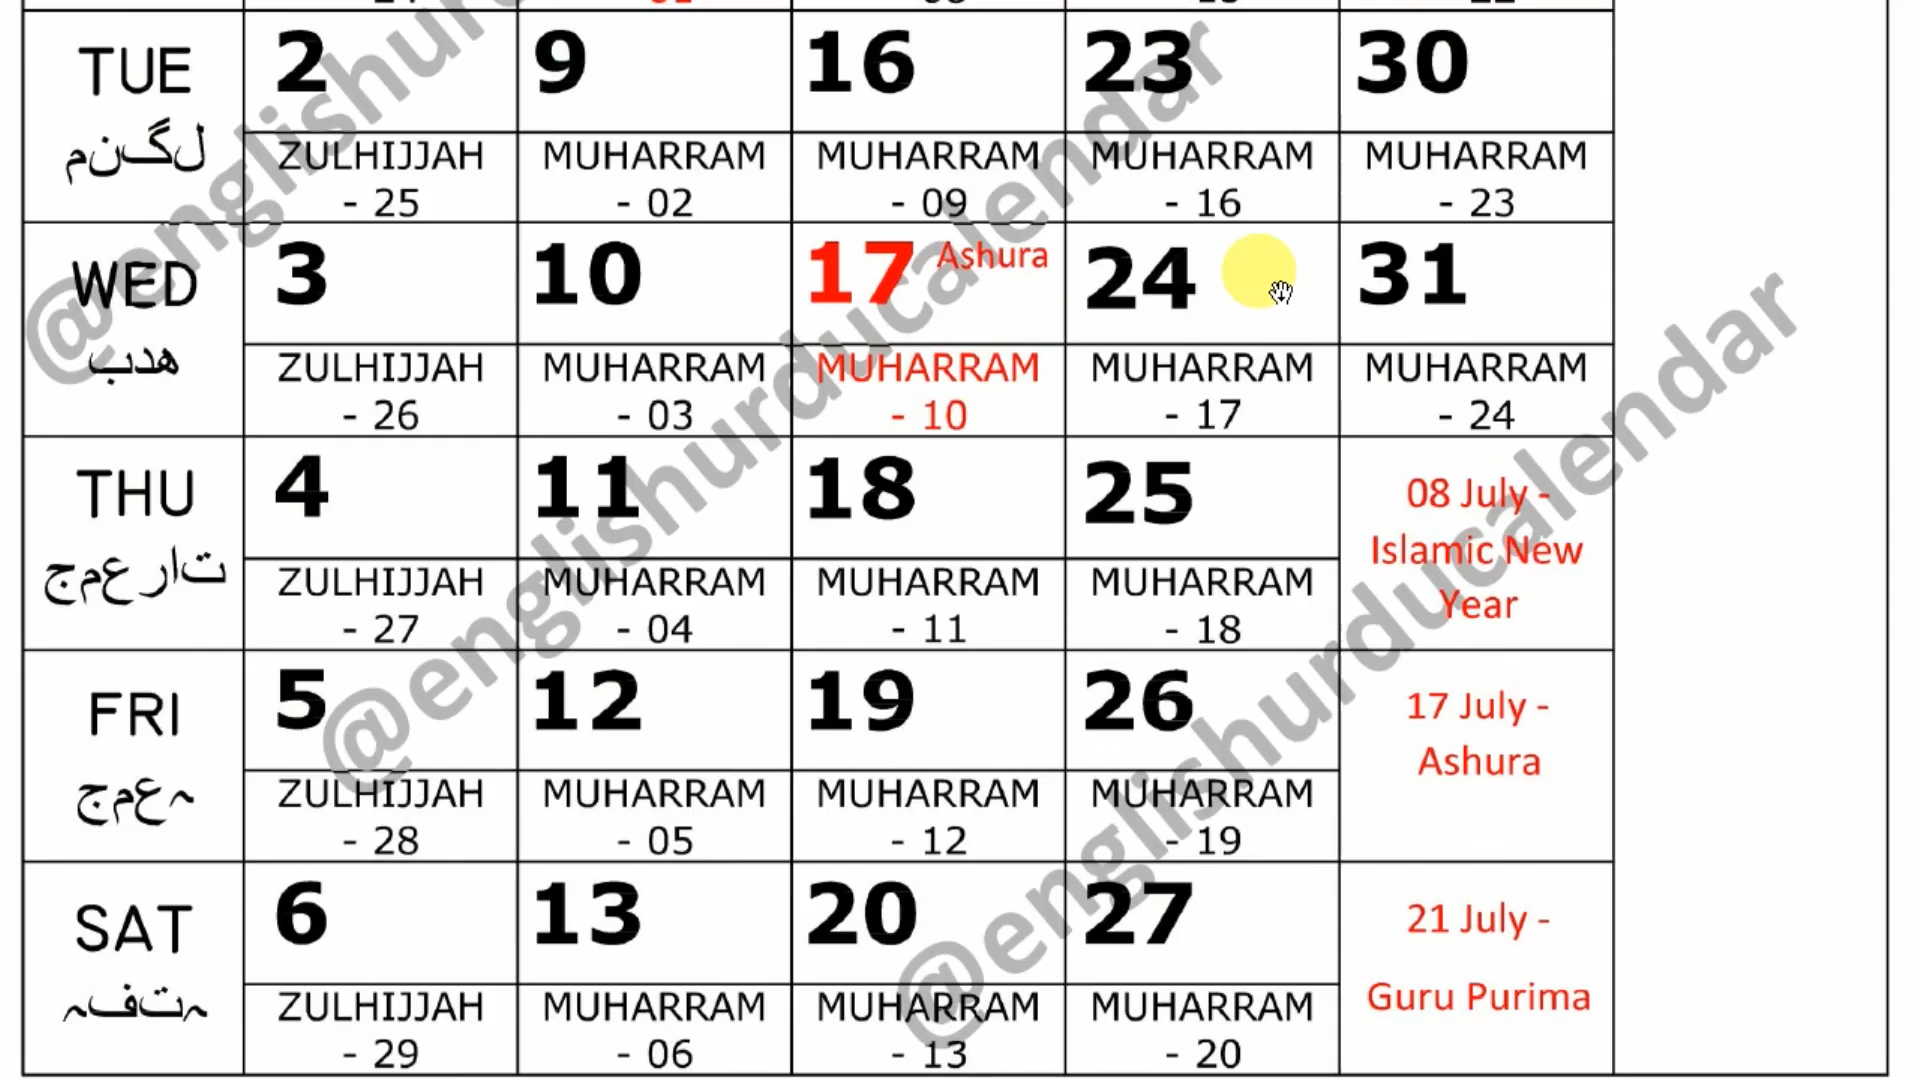 TUE 2 9 16 23 30
منگل ZULHIJJAH MUHARRAM MUHARRAM MUHARRAM MUHARRAM
- 25 - 02 - 09 - 16 - 23
WED 3 10 17 Ashura 24 31
بدھ ZULHIJJAH MUHARRAM MUHARRAM MUHARRAM MUHARRAM
- 26 - 03 - 10 - 17 - 24
THU 4 11 18 25
جمعرات ZULHIJJAH MUHARRAM MUHARRAM MUHARRAM
- 27 - 04 - 11 - 18
08 July -
Islamic New
Year
FRI 5 12 19 26
جمعہ ZULHIJJAH MUHARRAM MUHARRAM MUHARRAM
- 28 - 05 - 12 - 19
17 July -
Ashura
SAT 6 13 20 27
ہفتہ ZULHIJJAH MUHARRAM MUHARRAM MUHARRAM
- 29 - 06 - 13 - 20
21 July -
Guru Purima
@englishur
@englishurducalendar
@englishurducalendar